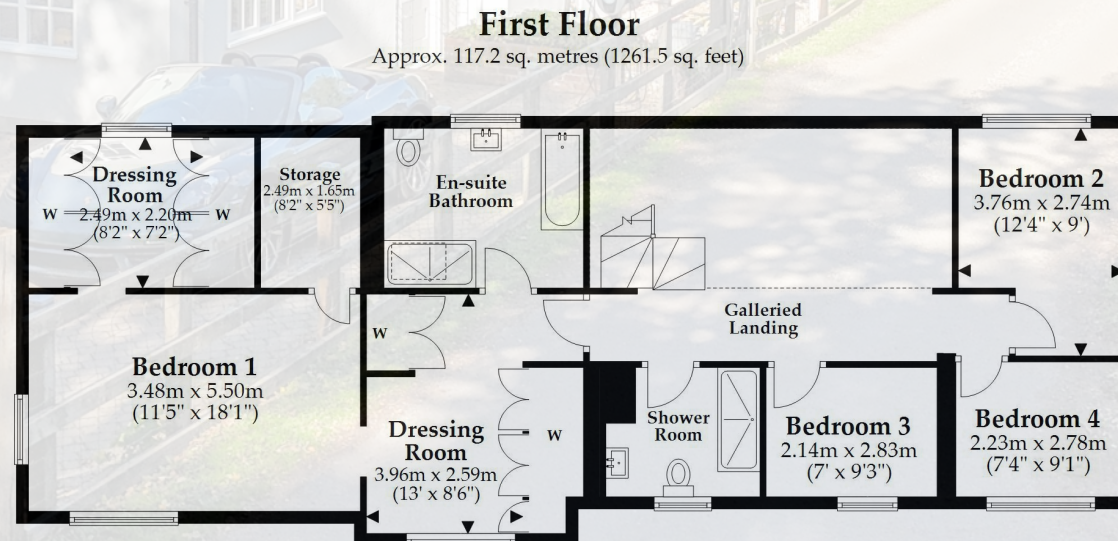 First Floor
Approx. 117.2 sq. metres (1261.5 sq. feet)
Dressing
Room
2.49m x 2.20m
(8'2" x 7'2")
W
W
Storage
2.49m x 1.65m
(8'2" x 5'5")
En-suite
Bathroom
Bedroom 2
3.76m x 2.74m
(12'4" x 9')
Galleried
Landing
W
Bedroom 1
3.48m x 5.50m
(11'5" x 18'1")
Dressing
Room
3.96m x 2.59m
(13' x 8'6")
W
Shower
Room
Bedroom 3
2.14m x 2.83m
(7' x 9'3")
Bedroom 4
2.23m x 2.78m
(7'4" x 9'1")